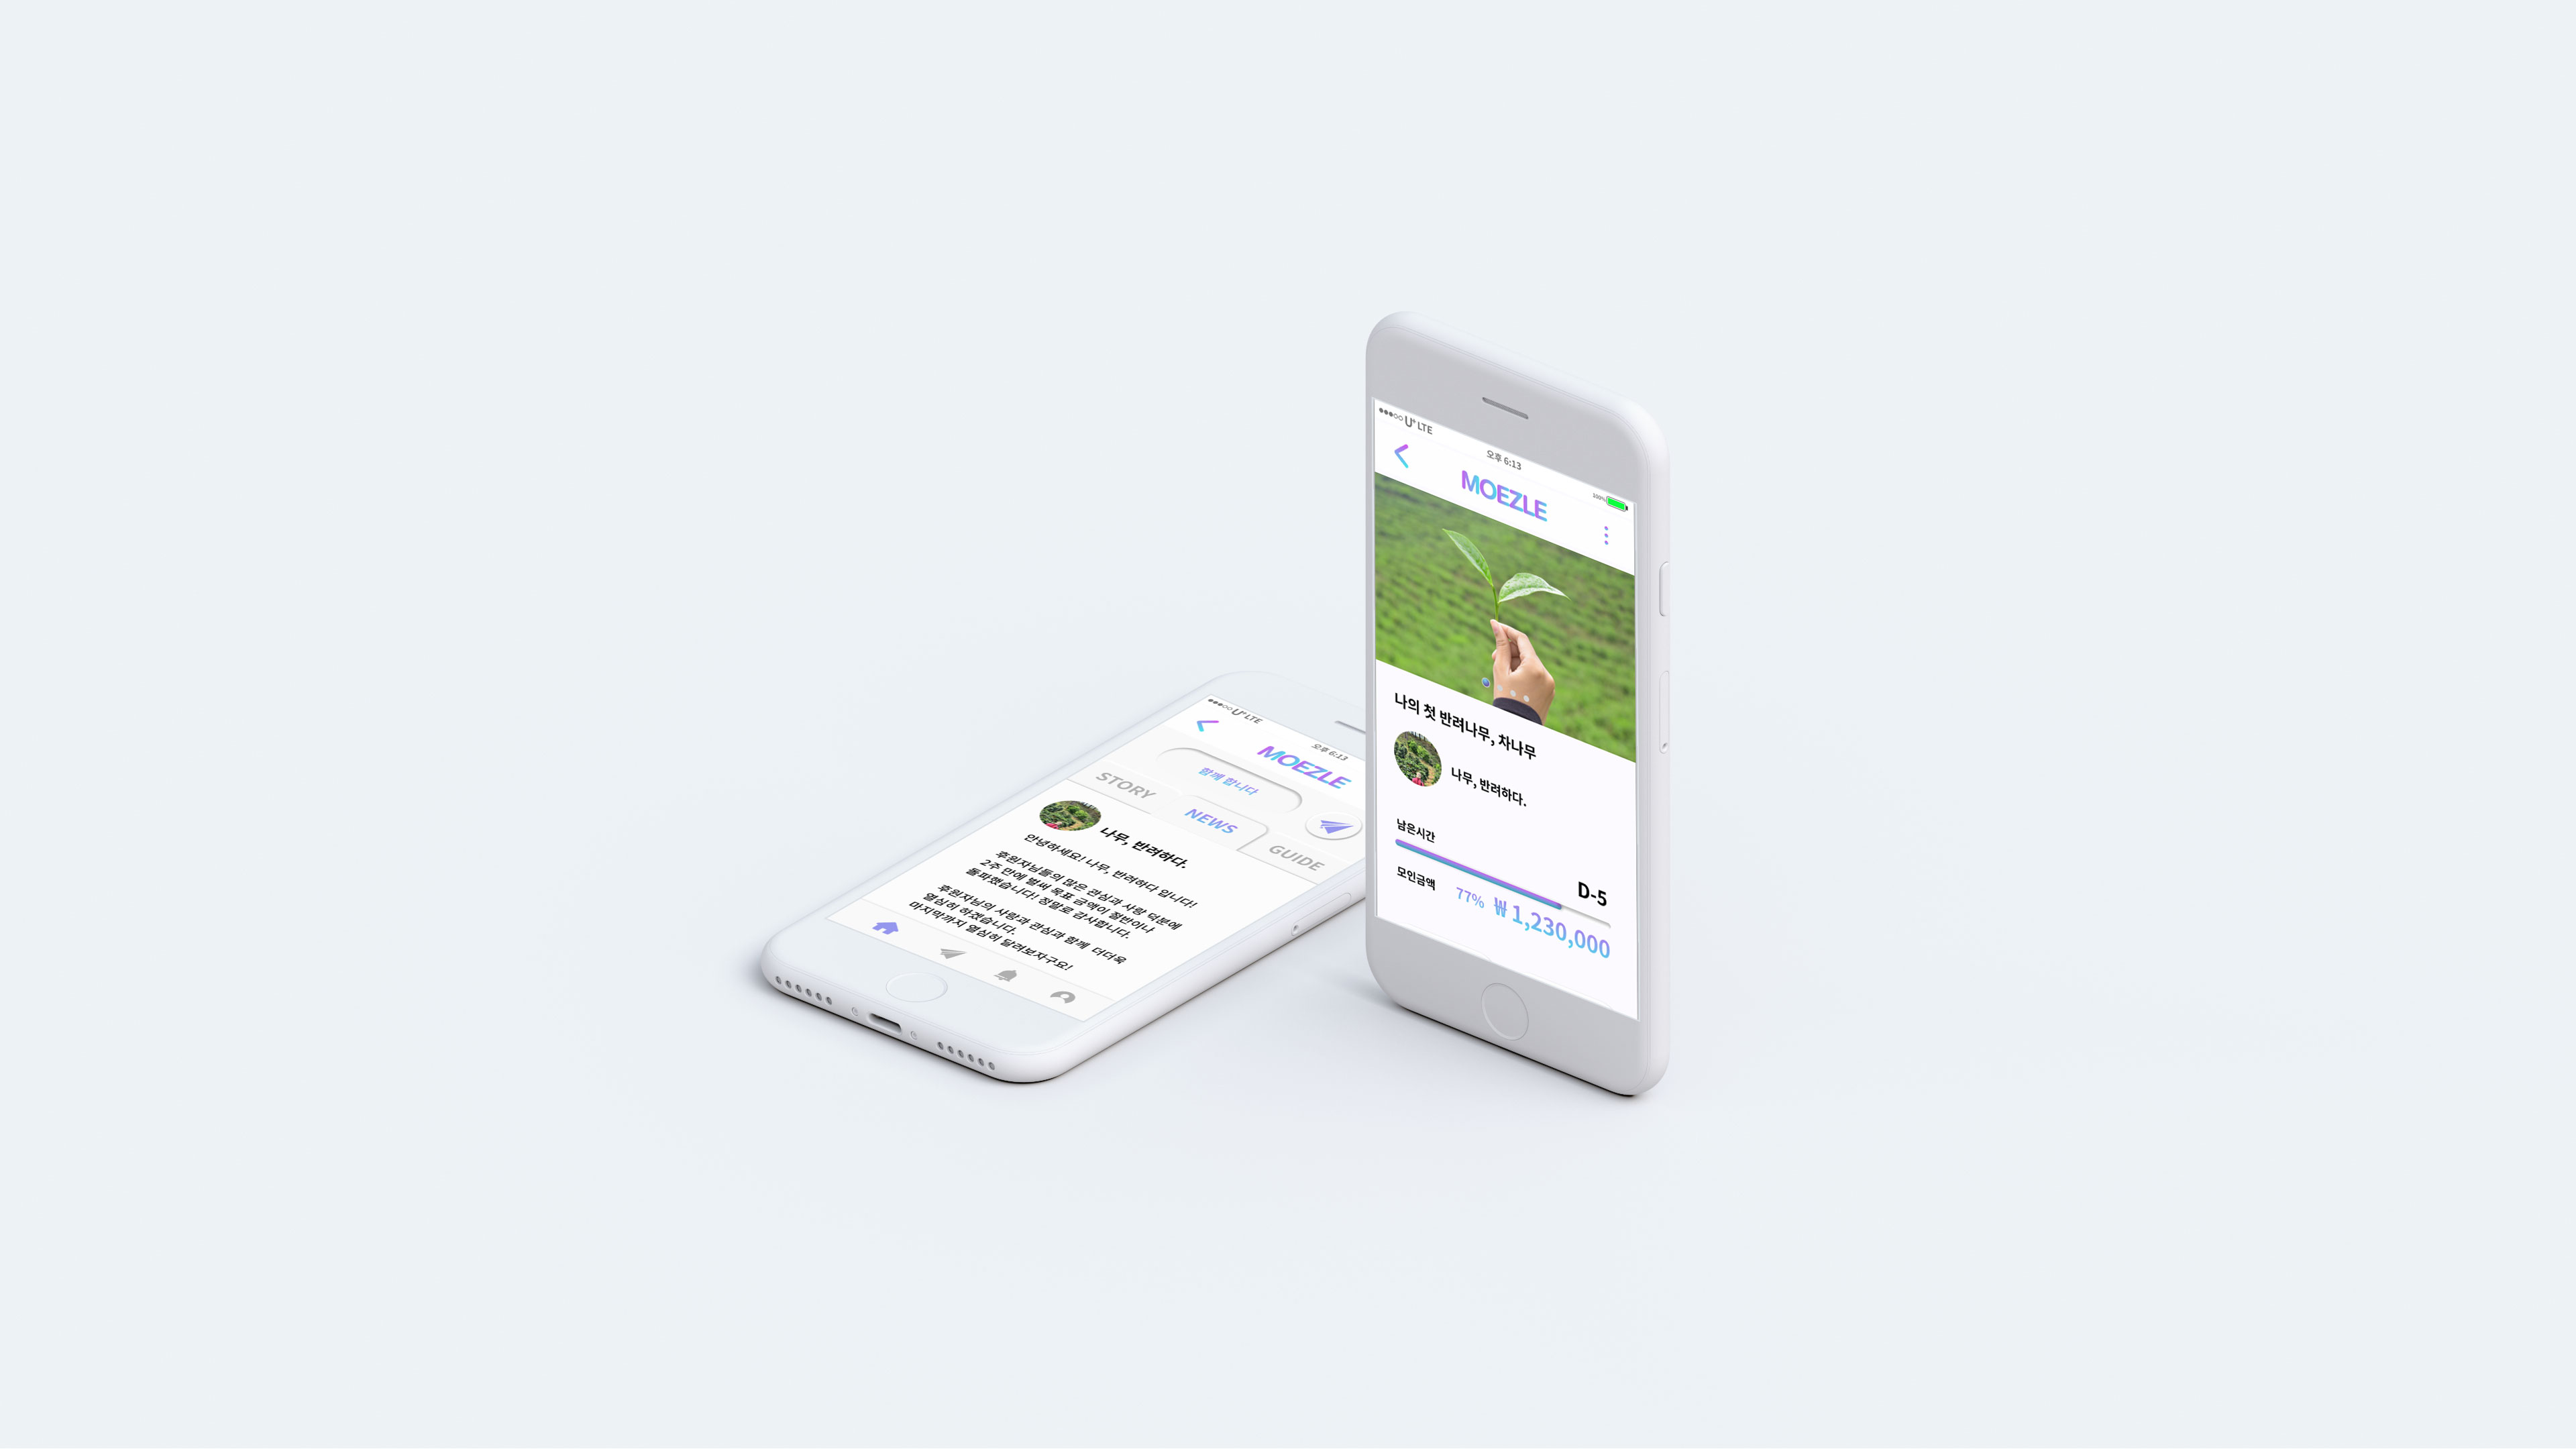 U+ LTE
오후 6:13
MOEZLE
함께 합니다
STORY
NEWS
GUIDE
나무, 반려하다.
안녕하세요! 나무, 반려하다 입니다!
후원자님들의 많은 관심과 사랑 덕분에
2주 만에 벌써 목표 금액이 절반이나
돌파했습니다! 정말로 감사합니다.
후원자님의 사랑과 관심과 함께 더더욱
열심히 하겠습니다.
마지막까지 열심히 달려보자구요!
U+ LTE
오후 6:13
100%
MOEZLE
나의 첫 반려나무, 차나무
나무, 반려하다.
남은시간
D-5
모인금액
77% ₩ 1,230,000